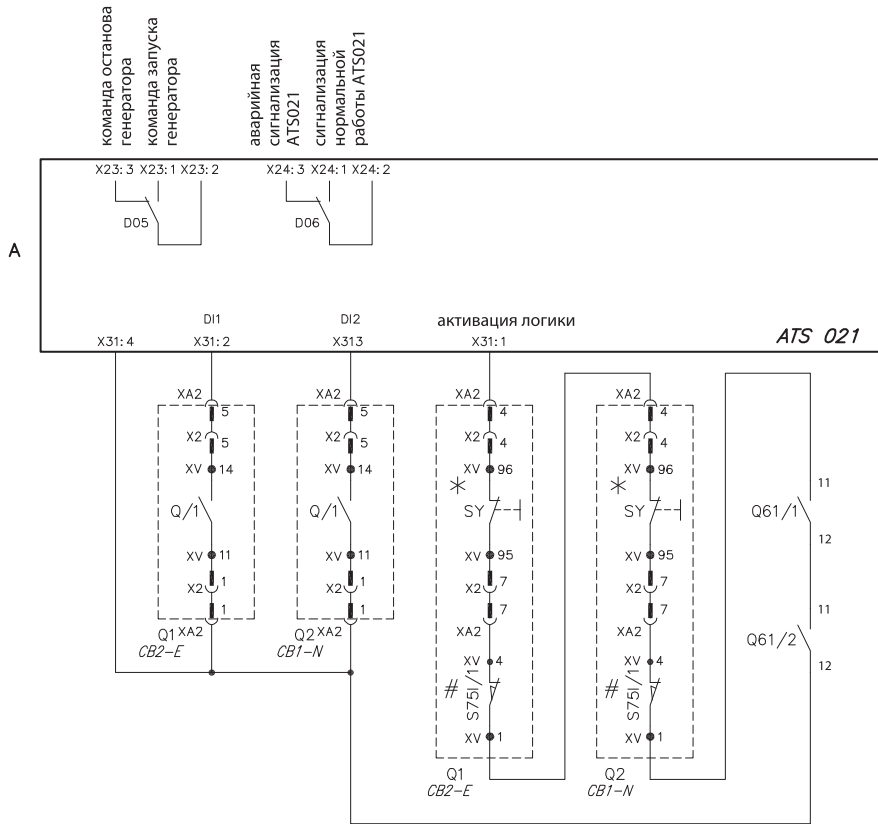 команда останова
генератора
команда запуска
генератора
аварийная
сигнализация
ATS021
сигнализация
нормальной
работы ATS021
X23: 3 X23: 1 X23: 2
X24: 3 X24: 1 X24: 2
D05
D06
A
DI1
DI2
активация логики
ATS 021
X31: 4
X31: 2
X313
X31: 1
XA2
XA2
XA2
XA2
5
5
4
4
X2
5
X2
5
X2
4
X2
4
XV 14
XV 14
XV 96
XV 96
11
Q/1
Q/1
SY
SY
Q61/1
12
XV 11
XV 11
XV 95
XV 95
1
1
7
7
X2
X2
X2
X2
1
1
7
7
11
Q1 XA2
Q2 XA2
XA2
XA2
CB2-E
CB1-N
Q61/2
12
XV 4
XV 4
# S75I/1
# S75I/1
XV 1
XV 1
Q1
CB2-E
Q2
CB1-N